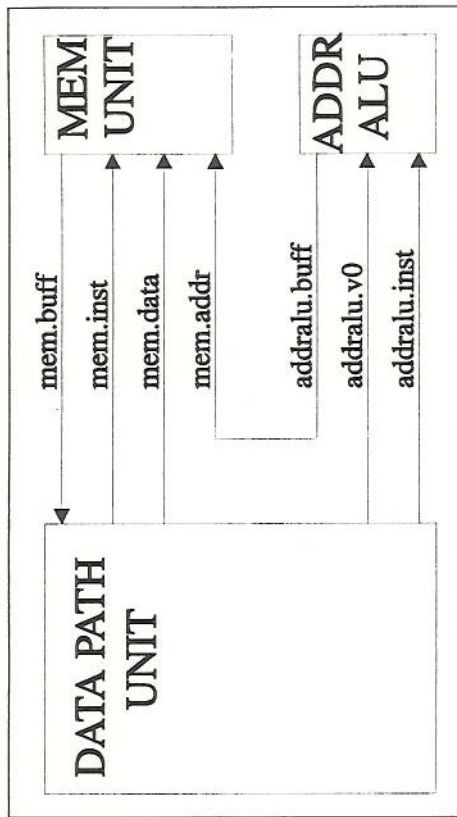 DATA PATH
UNIT
mem.buff
mem.inst
mem.data
mem.addr
addralu.buff
addralu.v0
addralu.inst
MEM
UNIT
ADDR
ALU